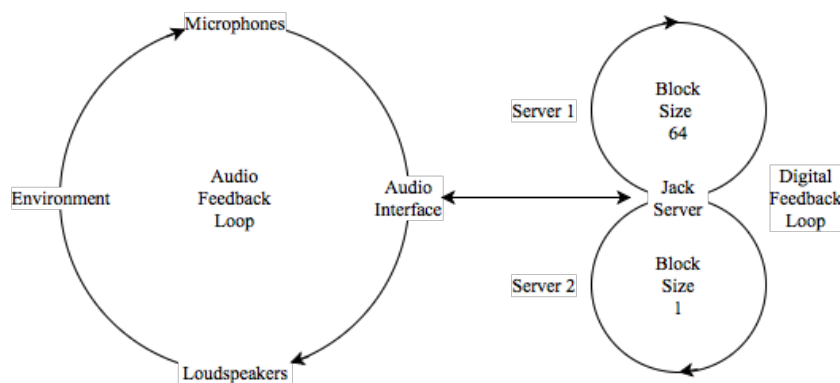 Microphones
Environment
Audio
Feedback
Loop
Audio
Interface
Loudspeakers
Server 1
Block
Size
64
Jack
Server
Digital
Feedback
Loop
Server 2
Block
Size
1